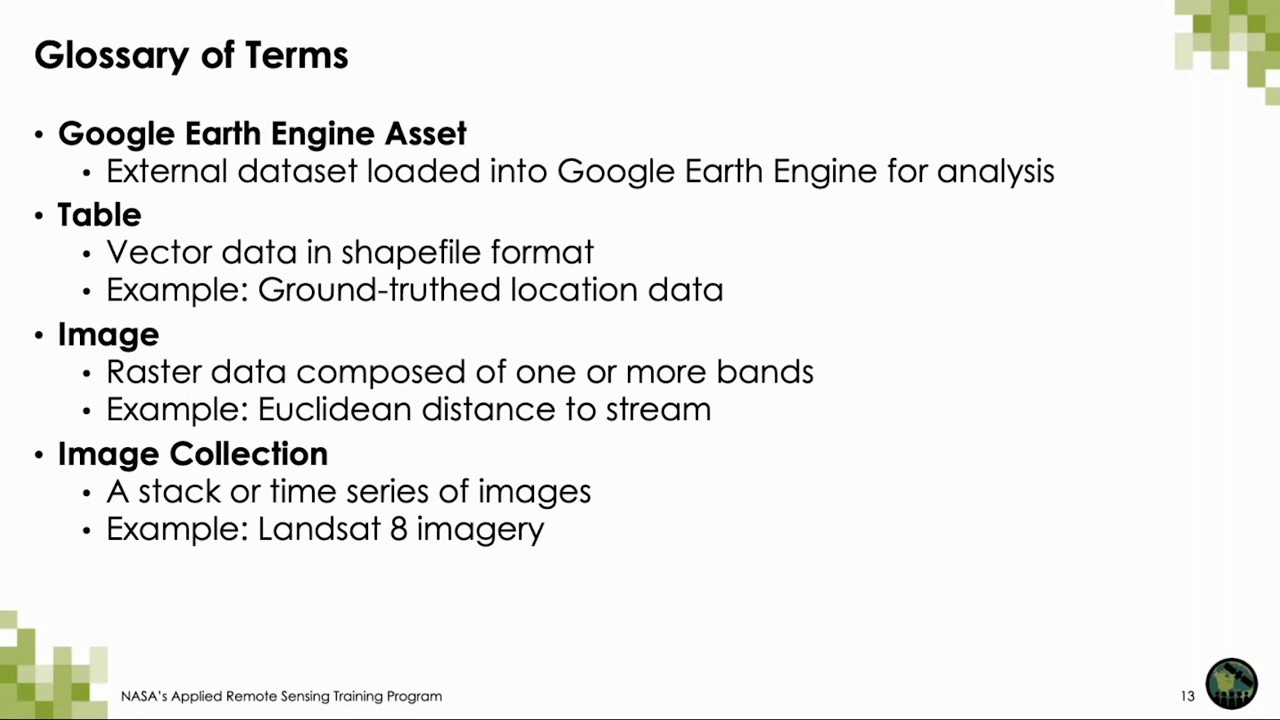 Glossary of Terms
• Google Earth Engine Asset
• External dataset loaded into Google Earth Engine for analysis
• Table
• Vector data in shapefile format
• Example: Ground-truthed location data
• Image
• Raster data composed of one or more bands
• Example: Euclidean distance to stream
• Image Collection
• A stack or time series of images
• Example: Landsat 8 imagery
NASA's Applied Remote Sensing Training Program
13